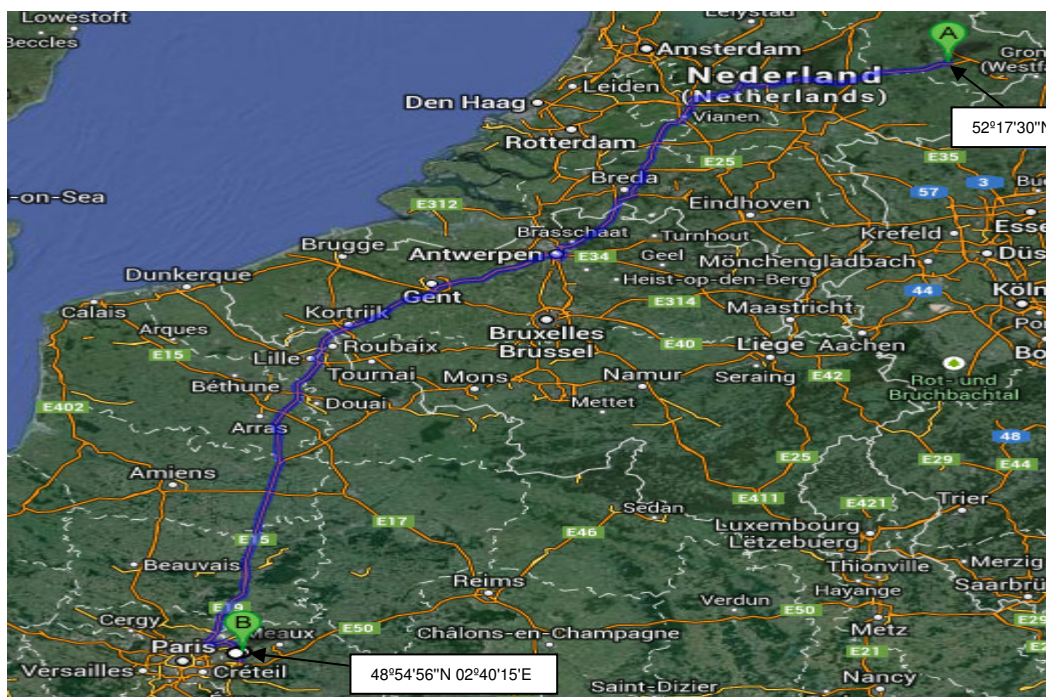 Lowestoft
Beccles
Lelystad
Amsterdam
A
Gron
(Westfa
Nederland
(Netherlands)
Leiden
Den Haag
Vianen
52º17'30"N
Rotterdam
E25
E35
Breda
57
3
-on-Sea
E312
Eindhoven
Krefeld
Esse
Brasschaat
Turnhout
Brugge
Antwerpen
E34
Geel
Mönchengladbach
Düs
Heist-op-den-Berg
Dunkerque
Gent
E314
44
Köln
Calais
Kortrijk
Maastricht
Arques
Bruxelles
Brussel
E15
Lille
Roubaix
E40
Liège
Aachen
Bo
Tournai
Béthune
Mons
Namur
Seraing
E42
Rot- und
Bruchbachtal
E402
Douai
Mettet
Arras
48
E25
E29
E44
Amiens
E411
E421
Trier
Sedan
E17
Luxembourg
Lëtzebuerg
E15
E46
Beauvais
Thionville
Merzig
Reims
Hayange
Saarbrü
E19
Verdun
E50
Cergy
B
Meaux
E50
Metz
Paris
Châlons-en-Champagne
E21
Versailles
Créteil
48º54'56"N 02º40'15'E
Nancy
Saint-Dizier